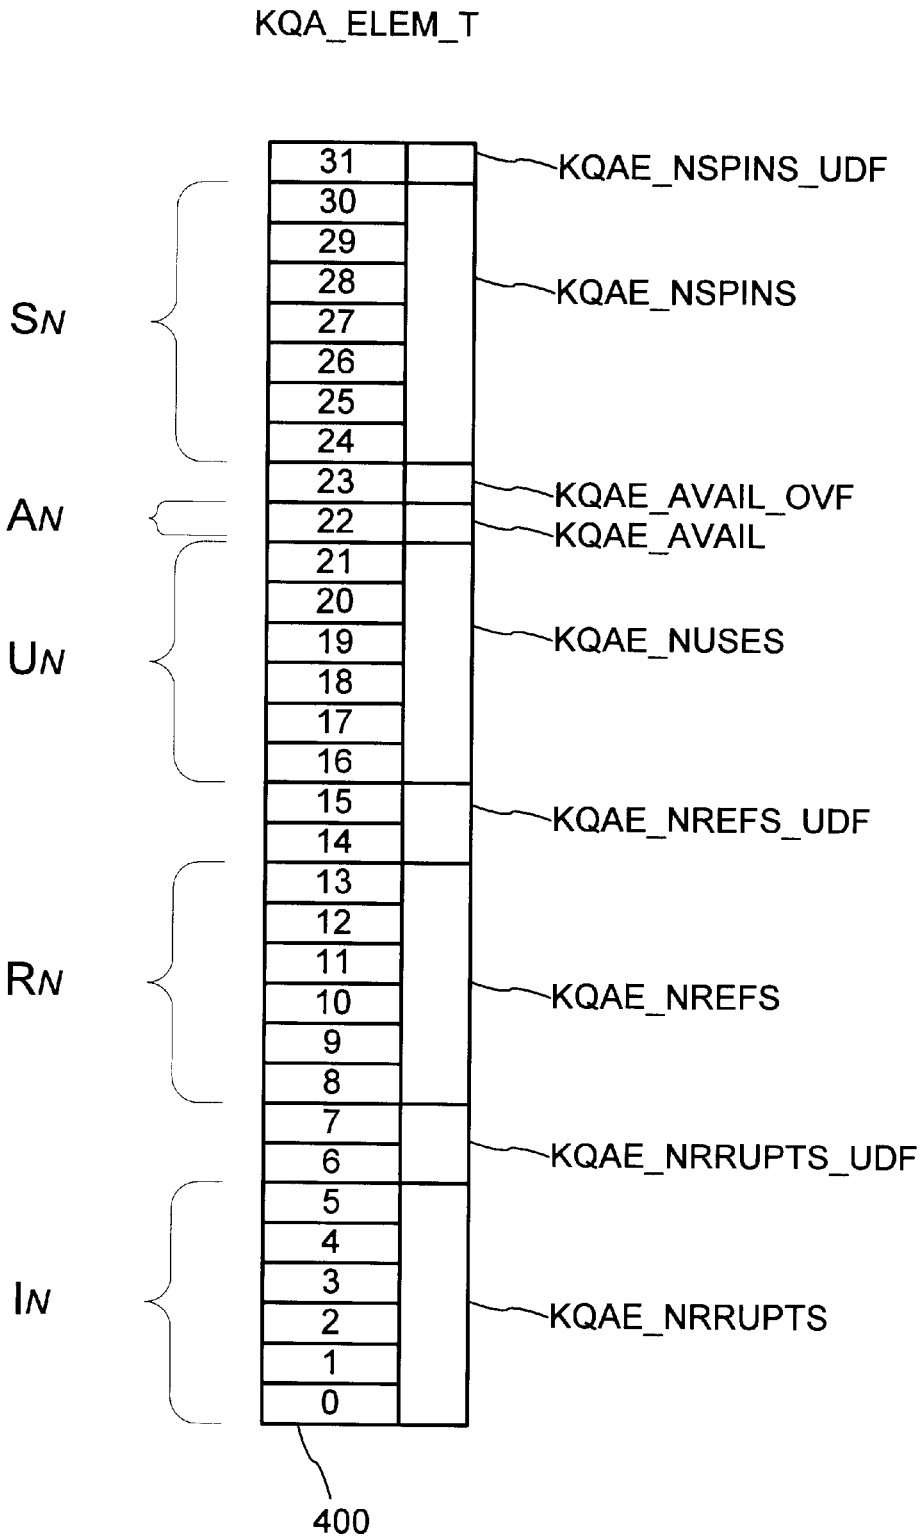 KQA_ELEM_T
31 KQAE_NSPINS_UDF
30
29
28 KQAE_NSPINS
SN 27
26
25
24
23 KQAE_AVAIL_OVF
AN 22 KQAE_AVAIL
21
20
19 KQAE_NUSES
UN 18
17
16
15 KQAE_NREFS_UDF
14
13
12
11
RN 10 KQAE_NREFS
9
8
7
6 KQAE_NRRUPTS_UDF
5
4
3
IN 2 KQAE_NRRUPTS
1
0
400